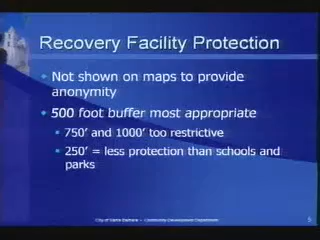 Recovery Facility Protection
Not shown on maps to provide
anonymity
500 foot buffer most appropriate
750' and 1000' too restrictive
250' = less protection than schools and
parks
City of Santa Barbara • Community Development Department
5